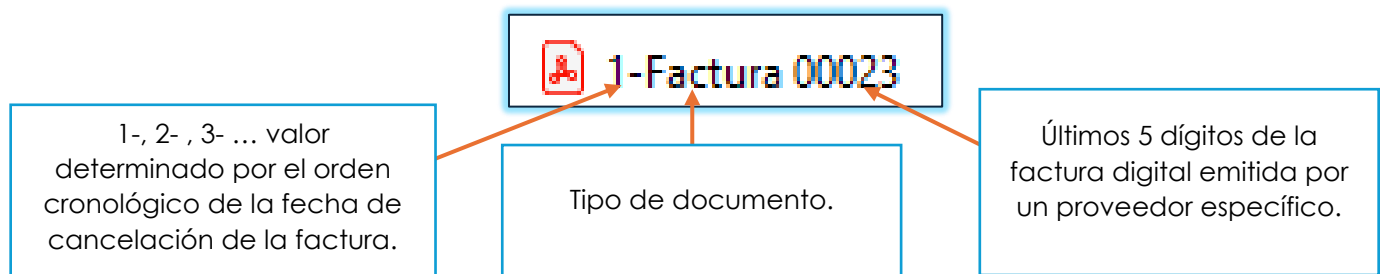 1-Factura 00023
1-, 2- , 3- … valor
determinado por el orden
cronológico de la fecha de
cancelación de la factura.
Tipo de documento.
Últimos 5 dígitos de la
factura digital emitida por
un proveedor específico.